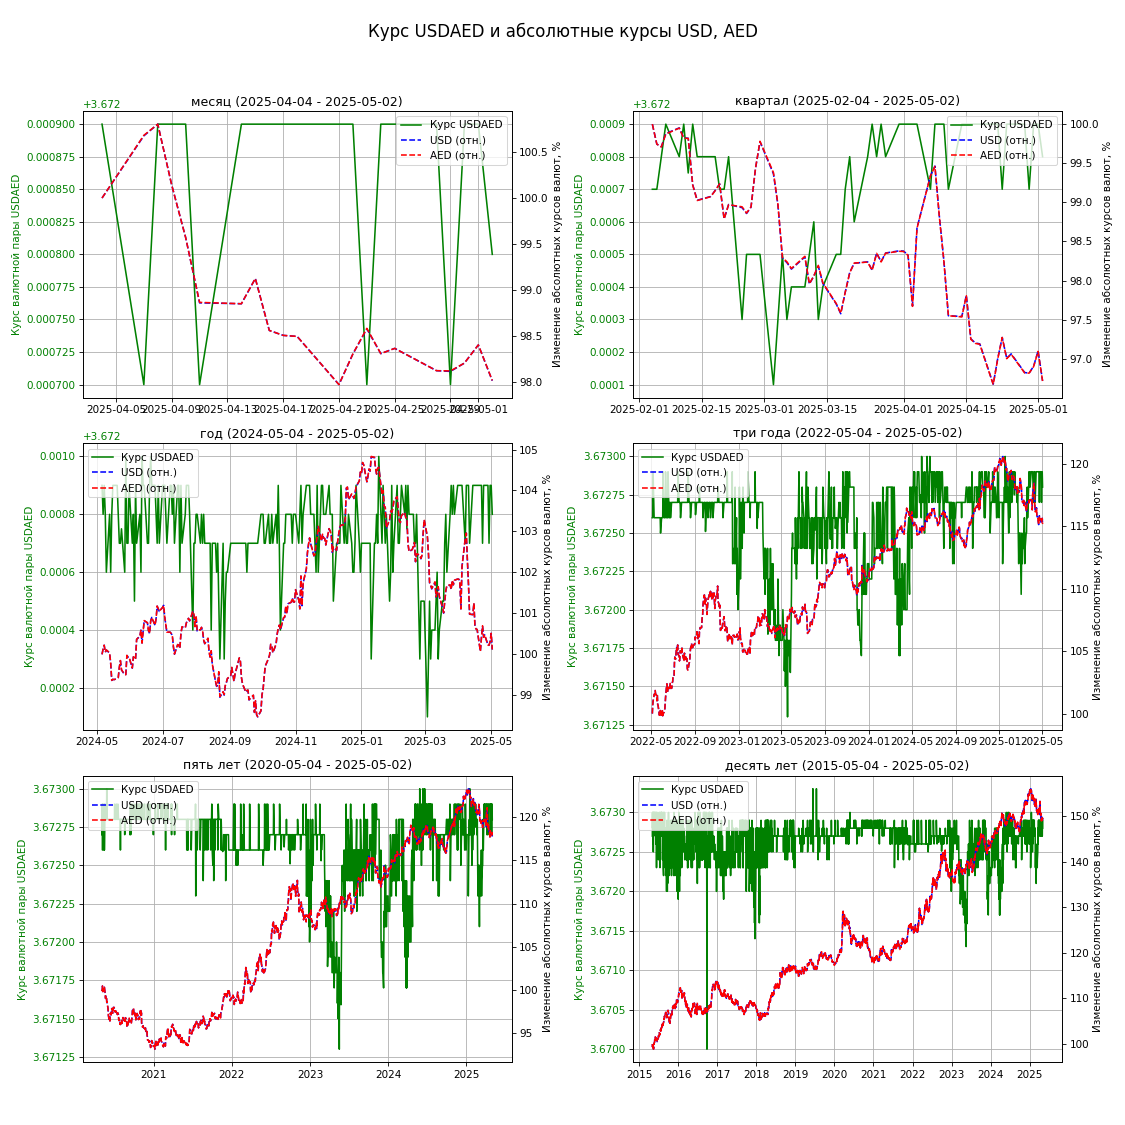 Курс USDAED и абсолютные курсы USD, AED
месяц (2025-04-04 - 2025-05-02)
+3.672
Курс валютной пары USDAED
0.000900
0.000875
0.000850
0.000825
0.000800
0.000775
0.000750
0.000725
0.000700
Курс USDAED
USD (отн.)
AED (отн.)
100.5
100.0
99.5
99.0
98.5
98.0
Изменение абсолютных курсов валют, %
2025-04-05 2025-04-09 2025-04-13 2025-04-17 2025-04-21 2025-04-25 2025-04-29 2025-05-01
квартал (2025-02-04 - 2025-05-02)
+3.672
Курс валютной пары USDAED
0.0009
0.0008
0.0007
0.0006
0.0005
0.0004
0.0003
0.0002
0.0001
Курс USDAED
USD (отн.)
AED (отн.)
100.0
99.5
99.0
98.5
98.0
97.5
97.0
Изменение абсолютных курсов валют, %
2025-02-01 2025-02-15 2025-03-01 2025-03-15 2025-04-01 2025-04-15 2025-05-01
год (2024-05-04 - 2025-05-02)
+3.672
Курс валютной пары USDAED
0.0010
0.0008
0.0006
0.0004
0.0002
Курс USDAED
USD (отн.)
AED (отн.)
105
104
103
102
101
100
99
Изменение абсолютных курсов валют, %
2024-05 2024-07 2024-09 2024-11 2025-01 2025-03 2025-05
три года (2022-05-04 - 2025-05-02)
Курс валютной пары USDAED
3.67300
3.67275
3.67250
3.67225
3.67200
3.67175
3.67150
3.67125
Курс USDAED
USD (отн.)
AED (отн.)
120
115
110
105
100
Изменение абсолютных курсов валют, %
2022-05 2022-09 2023-01 2023-05 2023-09 2024-01 2024-05 2024-09 2025-01 2025-05
пять лет (2020-05-04 - 2025-05-02)
Курс валютной пары USDAED
3.67300
3.67275
3.67250
3.67225
3.67200
3.67175
3.67150
3.67125
Курс USDAED
USD (отн.)
AED (отн.)
120
115
110
105
100
95
Изменение абсолютных курсов валют, %
2021 2022 2023 2024 2025
десять лет (2015-05-04 - 2025-05-02)
Курс валютной пары USDAED
3.6730
3.6725
3.6720
3.6715
3.6710
3.6705
3.6700
Курс USDAED
USD (отн.)
AED (отн.)
150
140
130
120
110
100
Изменение абсолютных курсов валют, %
2015 2016 2017 2018 2019 2020 2021 2022 2023 2024 2025